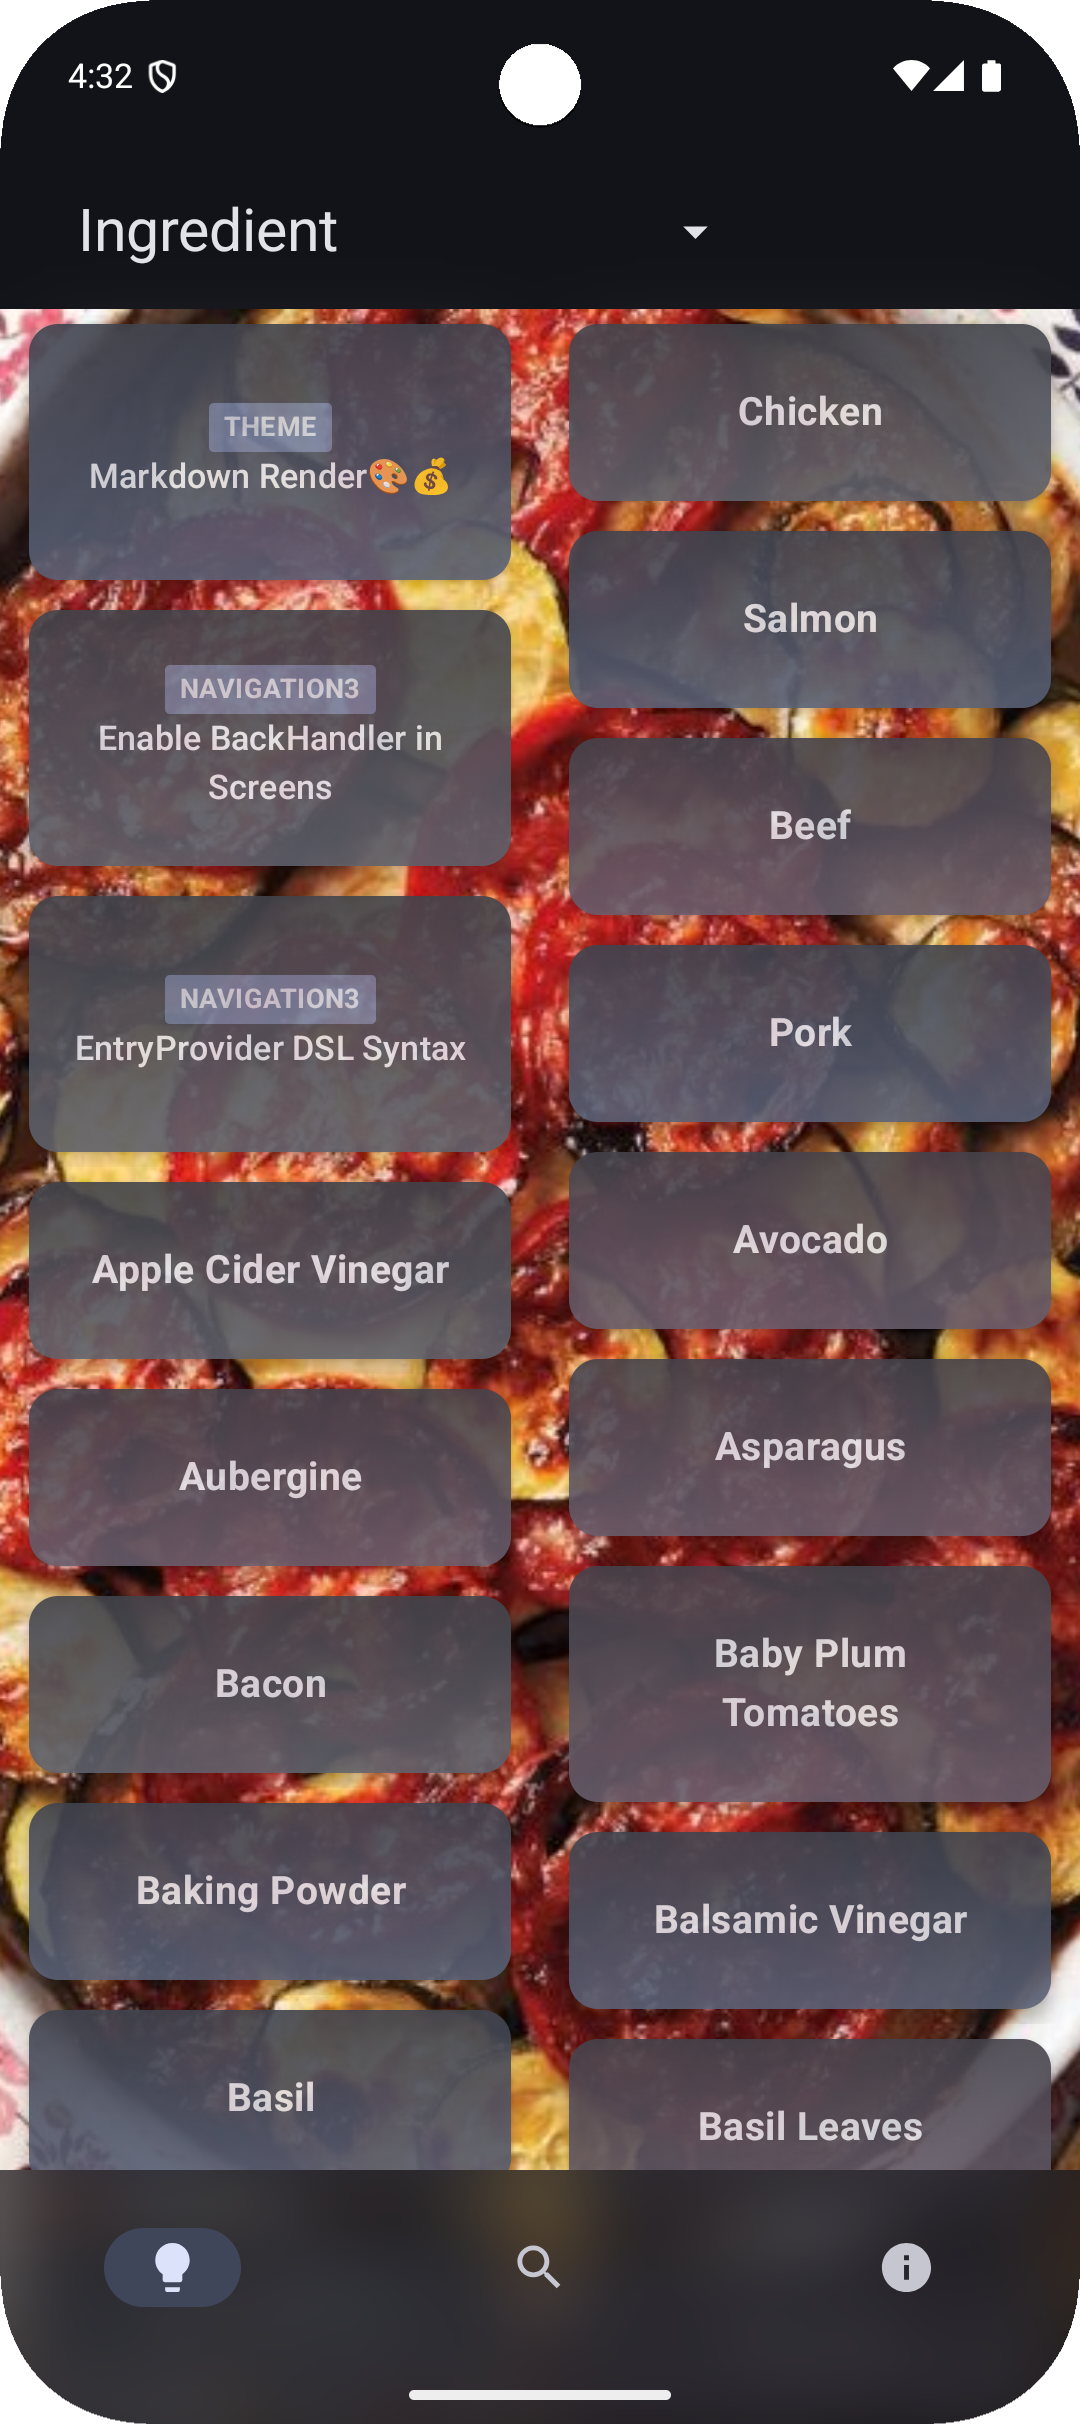 4:32
Ingredient
THEME
Markdown Render🎨💰
NAVIGATION3
Enable BackHandler in
Screens
NAVIGATION3
EntryProvider DSL Syntax
Apple Cider Vinegar
Aubergine
Bacon
Baking Powder
Basil
Chicken
Salmon
Beef
Pork
Avocado
Asparagus
Baby Plum
Tomatoes
Balsamic Vinegar
Basil Leaves